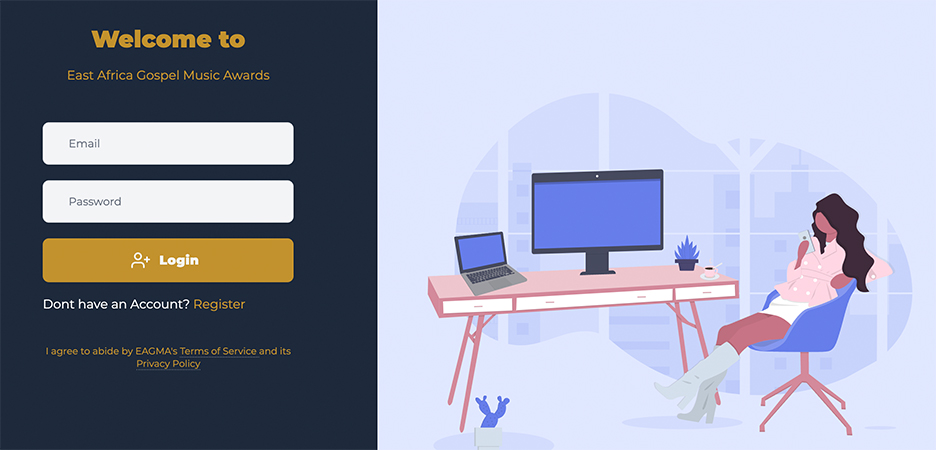 Welcome to
East Africa Gospel Music Awards
Email
Password
Login
Dont have an Account? Register
I agree to abide by EAGMA's Terms of Service and its
Privacy Policy